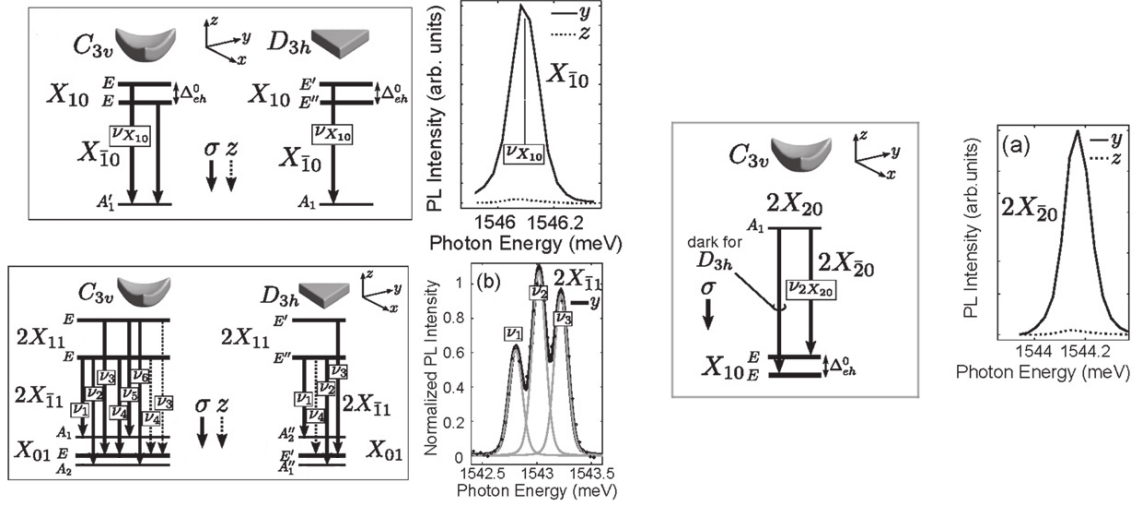 C3v
z
y
x
D3h
E
E
X10
Δ⁰eh
E'
E''
X10
Δ⁰eh
νX10
X1̄0
σ z
νX10
X1̄0
A'1
A1
PL Intensity (arb. units)
y
z
X1̄0
νX10
1546 1546.2
Photon Energy (meV)
C3v
D3h
z
y
x
E
2X11
E
E'
2X11
E''
2X1̄1
ν1
ν2
ν3
ν4
ν5
ν6
ν4
ν3
σ z
ν1
ν4
ν2
ν3
2X1̄1
A1
X01
E
A2
A''2
E'
A''1
X01
Normalized PL Intensity
(b)
2X1̄1
y
ν1
ν2
ν3
1
0.8
0.6
0.4
0.2
0
1542.5 1543 1543.5
Photon Energy (meV)
C3v
z
y
x
2X20
A1
dark for
D3h
σ
2X2̄0
ν2X20
X10
E
E
Δ⁰eh
PL Intensity (arb.units)
(a)
y
z
2X2̄0
1544 1544.2
Photon Energy (meV)